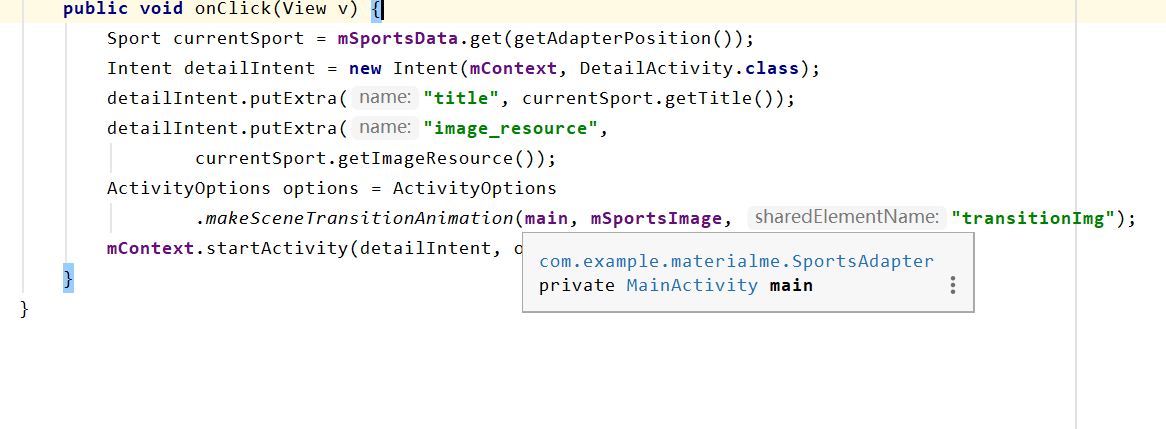 public void onClick(View v) {
Sport currentSport = mSportsData.get(getAdapterPosition());
Intent detailIntent = new Intent(mContext, DetailActivity.class);
detailIntent.putExtra( name: "title", currentSport.getTitle());
detailIntent.putExtra( name: "image_resource",
currentSport.getImageResource());
ActivityOptions options = ActivityOptions
.makeSceneTransitionAnimation(main, mSportsImage, sharedElementName: "transitionImg");
mContext.startActivity(detailIntent, o
com.example.materialme.SportsAdapter
private MainActivity main
}
}